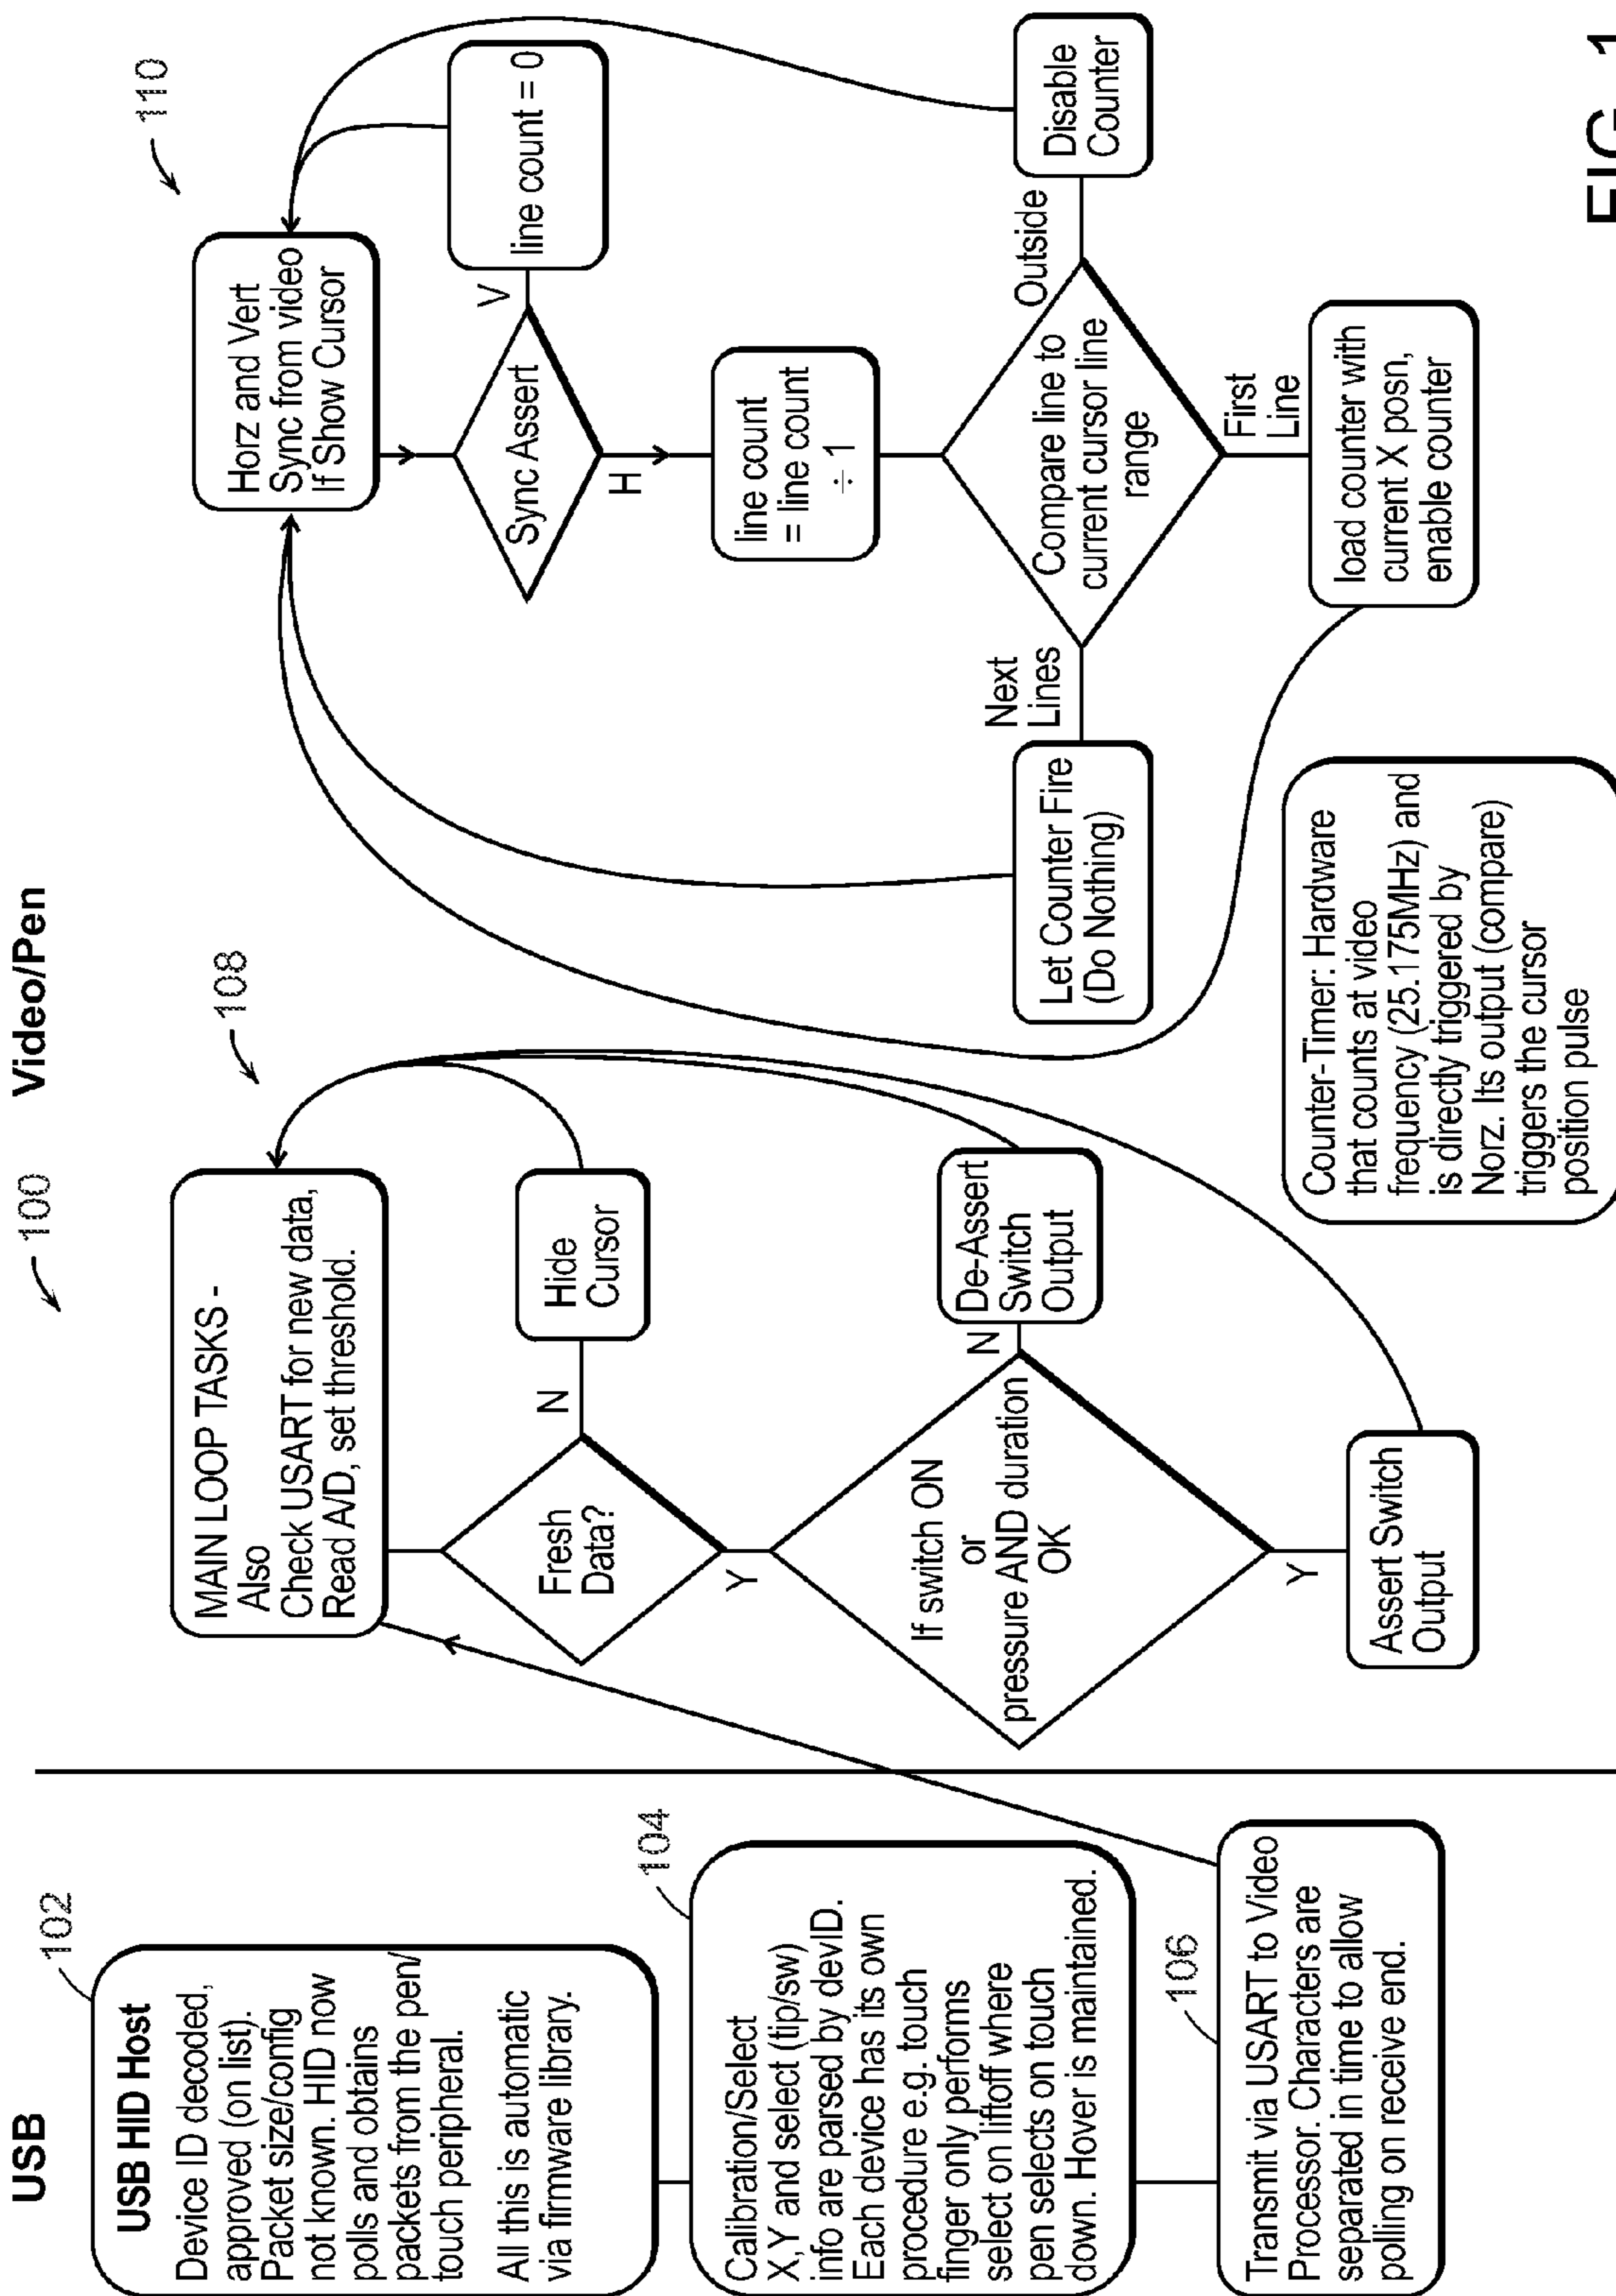 USB
Video/Pen
100
102
USB HID Host
Device ID decoded,
approved (on list).
Packet size/config
not known. HID now
polls and obtains
packets from the pen/
touch peripheral.
All this is automatic
via firmware library.
104
Calibration/Select
X,Y and select (tip/sw)
info are parsed by devID.
Each device has its own
procedure e.g. touch
finger only performs
select on liftoff where
pen selects on touch
down. Hover is maintained.
106
Transmit via USART to Video
Processor. Characters are
separated in time to allow
polling on receive end.
108
MAIN LOOP TASKS -
Also
Check USART for new data,
Read A/D, set threshold.
Fresh
Data?
N
Hide
Cursor
Y
If switch ON
or
pressure AND duration
OK
N
De-Assert
Switch
Output
Y
Assert Switch
Output
110
Horz and Vert
Sync from video
If Show Cursor
Sync Assert
V
line count = 0
H
line count
= line count
÷ 1
Compare line to
current cursor line
range
Next
Lines
Let Counter Fire
(Do Nothing)
Outside
Disable
Counter
First
Line
load counter with
current X posn,
enable counter
Counter-Timer: Hardware
that counts at video
frequency (25.175MHz) and
is directly triggered by
Norz. Its output (compare)
triggers the cursor
position pulse
FIG. 1